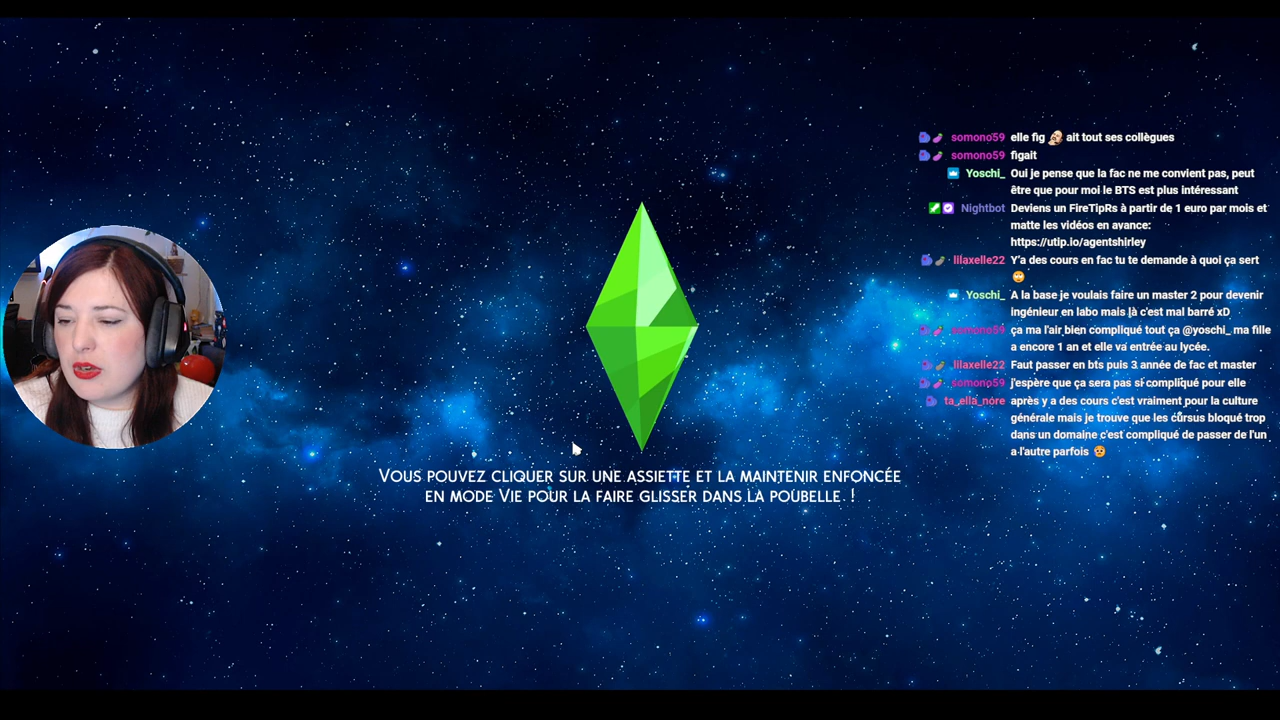 somono59 elle fig ait tout ses collègues
somono59 figait
Yoschi_ Oui je pense que la fac ne me convient pas, peut
être que pour moi le BTS est plus intéressant
Nightbot Deviens un FireTipRs à partir de 1 euro par mois et
matte les vidéos en avance:
https://utip.io/agentshirley
lilaxelle22 Y'a des cours en fac tu te demande à quoi ça sert
Yoschi_ A la base je voulais faire un master 2 pour devenir
ingénieur en labo mais là c'est mal barré xD
somono59 ça ma l'air bien compliqué tout ça @yoschi_ ma fille
a encore 1 an et elle va entrée au lycée.
lilaxelle22 Faut passer en bts puis 3 année de fac et master
somono59 j'espère que ça sera pas si compliqué pour elle
ta_ella_nore après y a des cours c'est vraiment pour la culture
générale mais je trouve que les cursus bloqué trop
dans un domaine c'est compliqué de passer de l'un
a l'autre parfois
VOUS POUVEZ CLIQUER SUR UNE ASSIETTE ET LA MAINTENIR ENFONCÉE
EN MODE VIE POUR LA FAIRE GLISSER DANS LA POUBELLE !